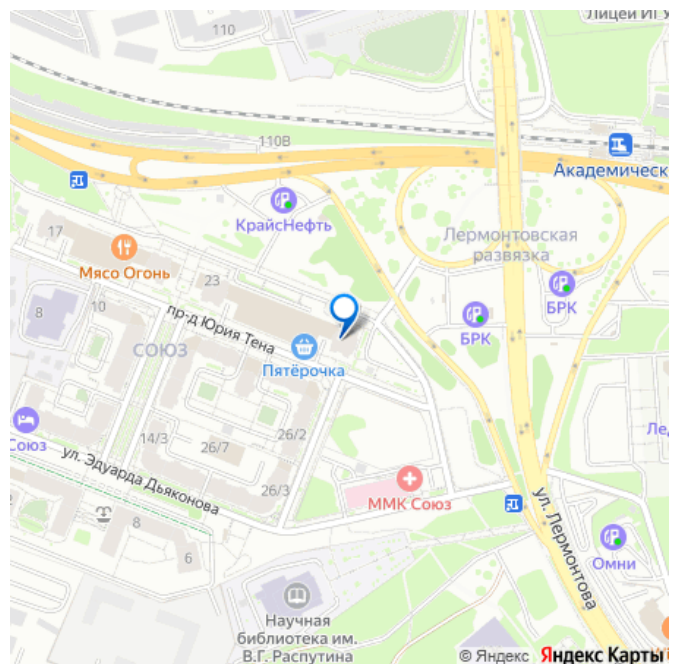 Лицей ИГУ
110
110В
Академическ
КрайсНефть
Лермонтовская
развязка
17
Мясо Огонь
23
БРК
8
10
пр-д Юрия Тена
БРК
СОЮЗ
Пятёрочка
Союз
14/3
26/7
26/2
Ле
ул. Эдуарда Дьяконова
26/3
ММК Союз
8
ул. Лермонтова
6
Омни
Научная
библиотека им.
В.Г. Распутина
© Яндекс
Яндекс Карты